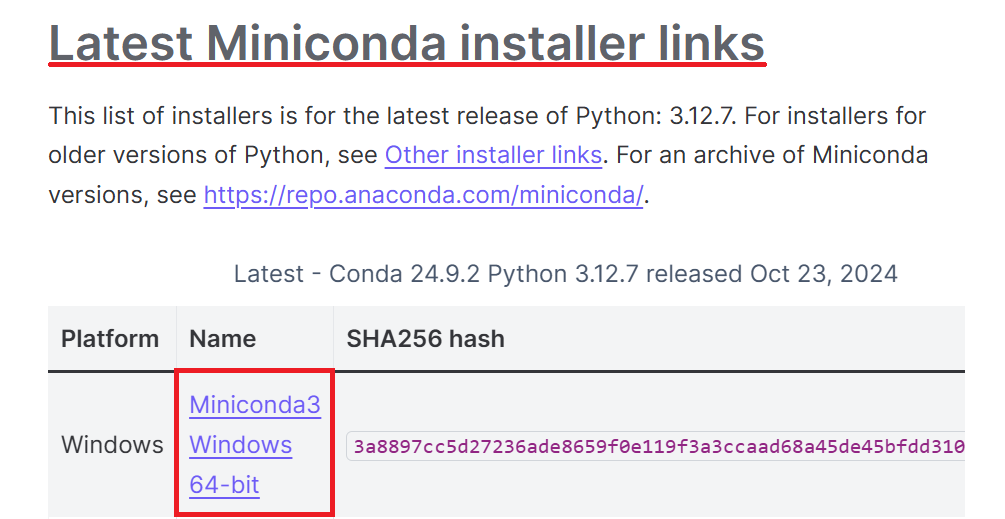 Latest Miniconda installer links
This list of installers is for the latest release of Python: 3.12.7. For installers for
older versions of Python, see Other installer links. For an archive of Miniconda
versions, see https://repo.anaconda.com/miniconda/.
Latest - Conda 24.9.2 Python 3.12.7 released Oct 23, 2024
Platform Name SHA256 hash
Miniconda3
Windows Windows 3a8897cc5d27236ade8659f0e119f3a3ccaad68a45de45bfdd310
64-bit